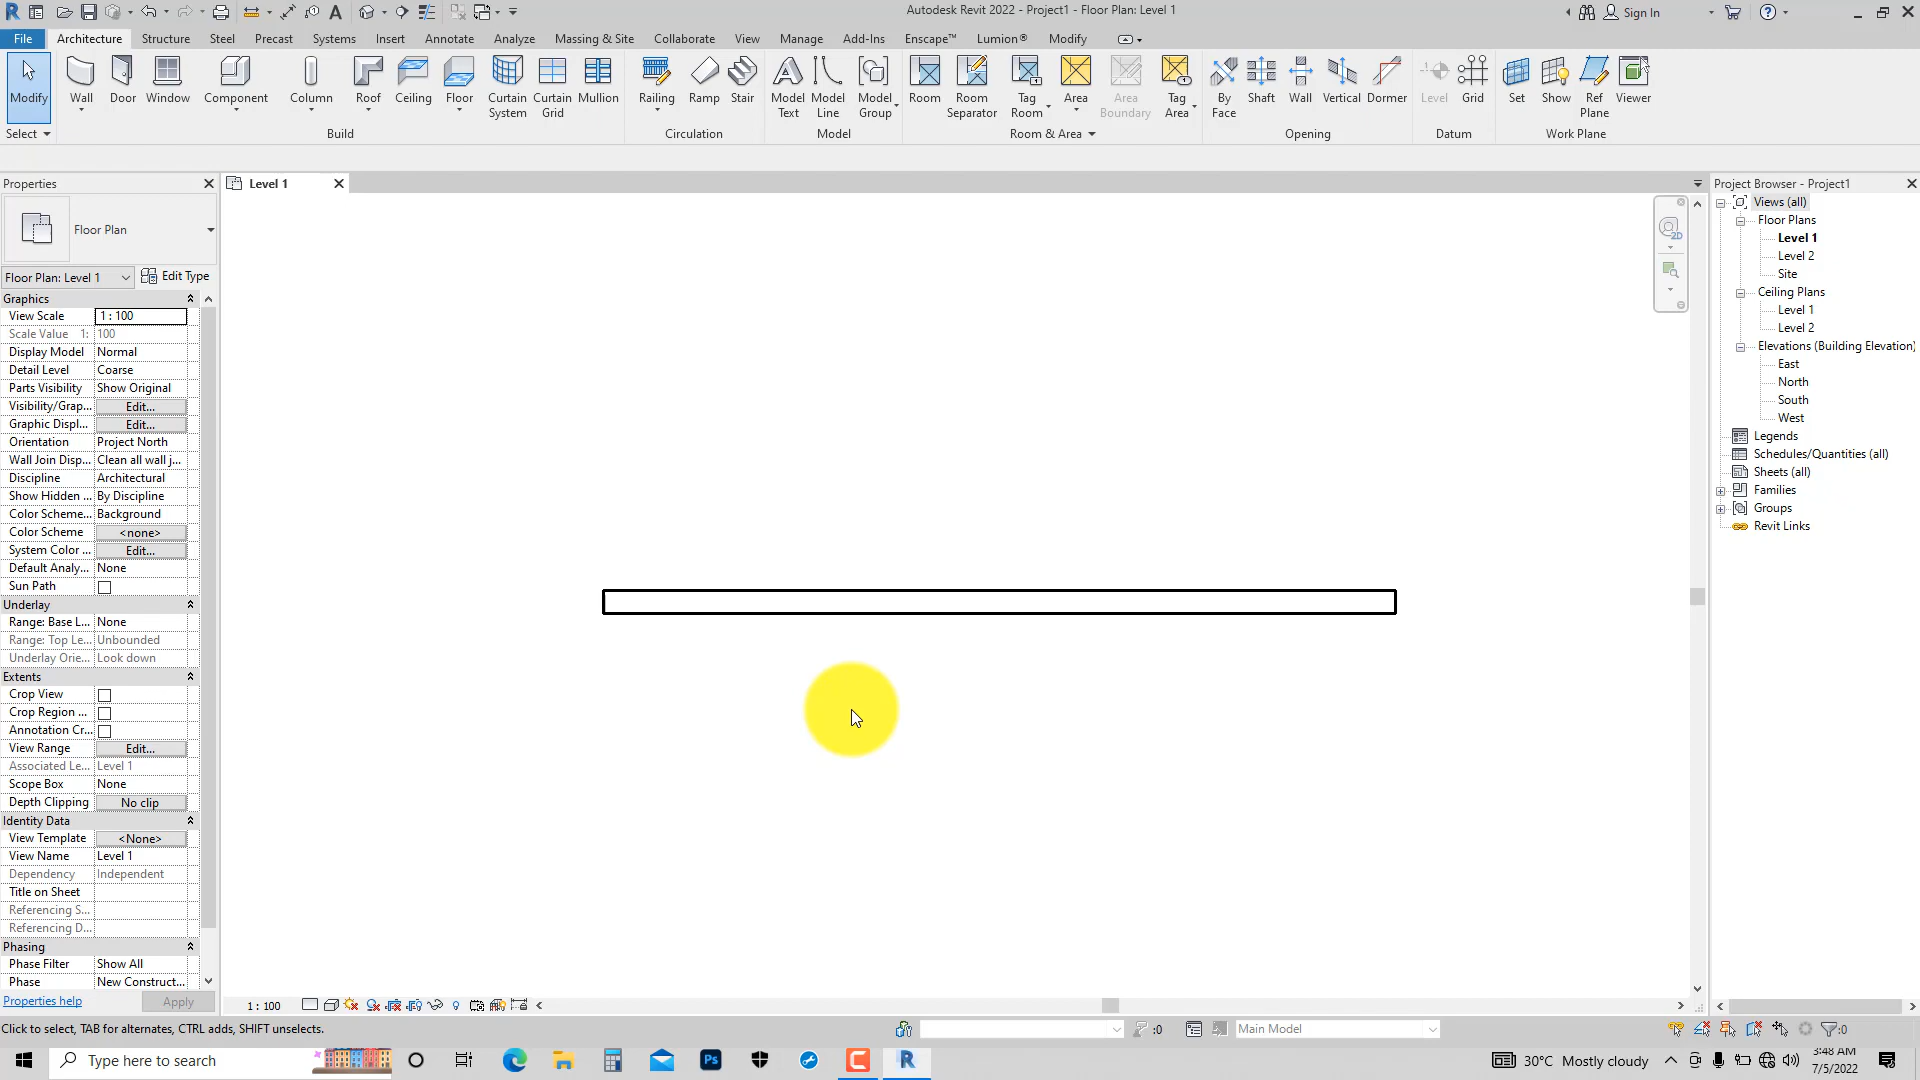 Autodesk Revit 2022 - Project1 - Floor Plan: Level 1
Sign In
File Architecture Structure Steel Precast Systems Insert Annotate Analyze Massing & Site Collaborate View Manage Add-Ins Enscape™ Lumion® Modify
Modify Wall Door Window Component Column Roof Ceiling Floor Curtain System Curtain Grid Mullion Railing Ramp Stair Model Text Model Line Model Group Room Room Separator Tag Room Area Area Boundary Tag Area By Face Shaft Wall Vertical Dormer Level Grid Set Show Ref Plane Viewer
Select Build Circulation Model Room & Area Opening Datum Work Plane
Properties
Floor Plan
Floor Plan: Level 1 Edit Type
Graphics
View Scale 1 : 100
Scale Value 1: 100
Display Model Normal
Detail Level Coarse
Parts Visibility Show Original
Visibility/Grap... Edit...
Graphic Displ... Edit...
Orientation Project North
Wall Join Disp... Clean all wall j...
Discipline Architectural
Show Hidden ... By Discipline
Color Scheme... Background
Color Scheme <none>
System Color ... Edit...
Default Analy... None
Sun Path
Underlay
Range: Base L... None
Range: Top Le... Unbounded
Underlay Orie... Look down
Extents
Crop View
Crop Region ...
Annotation Cr...
View Range Edit...
Associated Le... Level 1
Scope Box None
Depth Clipping No clip
Identity Data
View Template <None>
View Name Level 1
Dependency Independent
Title on Sheet
Referencing S...
Referencing D...
Phasing
Phase Filter Show All
Phase New Construct...
Properties help Apply
Level 1
2D
1 : 100
Project Browser - Project1
Views (all)
Floor Plans
Level 1
Level 2
Site
Ceiling Plans
Level 1
Level 2
Elevations (Building Elevation)
East
North
South
West
Legends
Schedules/Quantities (all)
Sheets (all)
Families
Groups
Revit Links
Click to select, TAB for alternates, CTRL adds, SHIFT unselects.
:0
Main Model
:0
Type here to search
Ps
30°C Mostly cloudy
3:48 AM
7/5/2022